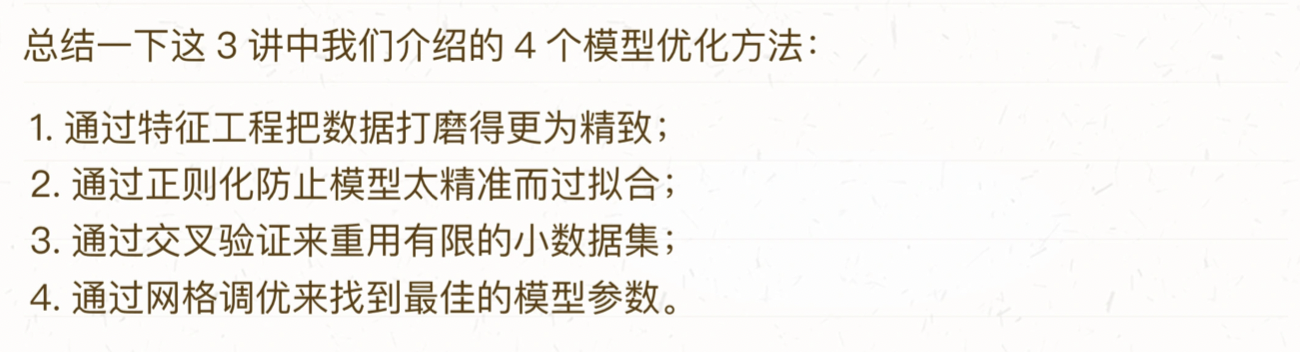 总结一下这 3 讲中我们介绍的 4 个模型优化方法：
1. 通过特征工程把数据打磨得更为精致；
2. 通过正则化防止模型太精准而过拟合；
3. 通过交叉验证来重用有限的小数据集；
4. 通过网格调优来找到最佳的模型参数。